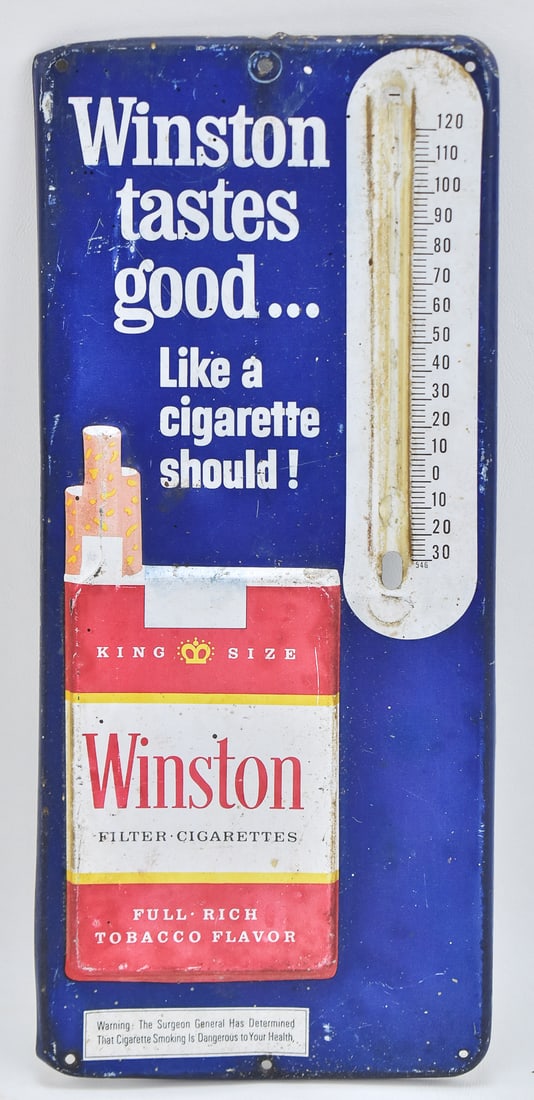 Winston
tastes
good...
Like a
cigarette
should!
120
110
100
90
80
70
60
50
40
30
20
10
0
10
20
30
546
KING SIZE
Winston
FILTER·CIGARETTES
FULL·RICH
TOBACCO FLAVOR
Warning: The Surgeon General Has Determined
That Cigarette Smoking Is Dangerous to Your Health.